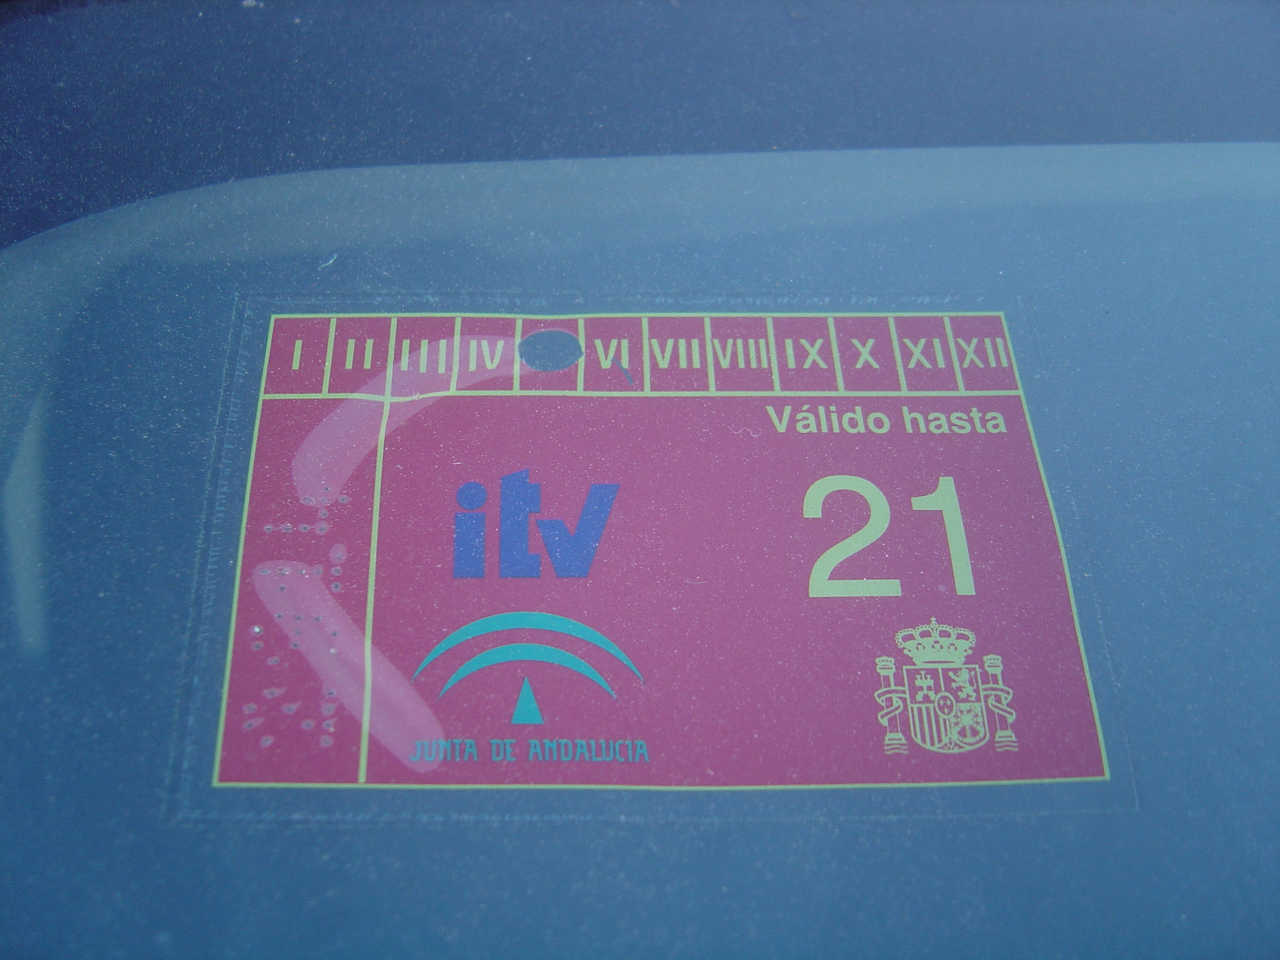 I II III IV VI VII VIII IX X XI XII
Válido hasta
itv
21
JUNTA DE ANDALUCIA